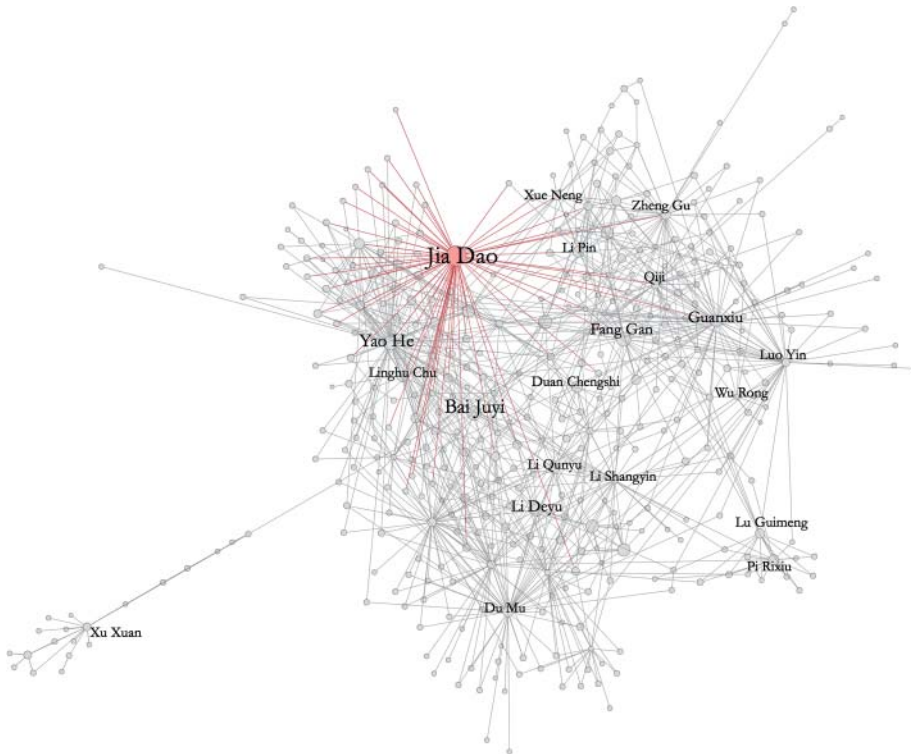 Xue Neng
Zheng Gu
Li Pin
Jia Dao
Qiji
Guanxiu
Fang Gan
Yao He
Luo Yin
Linghu Chu
Duan Chengshi
Wu Rong
Bai Juyi
Li Qunyu
Li Shangyin
Li Deyu
Lu Guimeng
Pi Rixiu
Du Mu
Xu Xuan